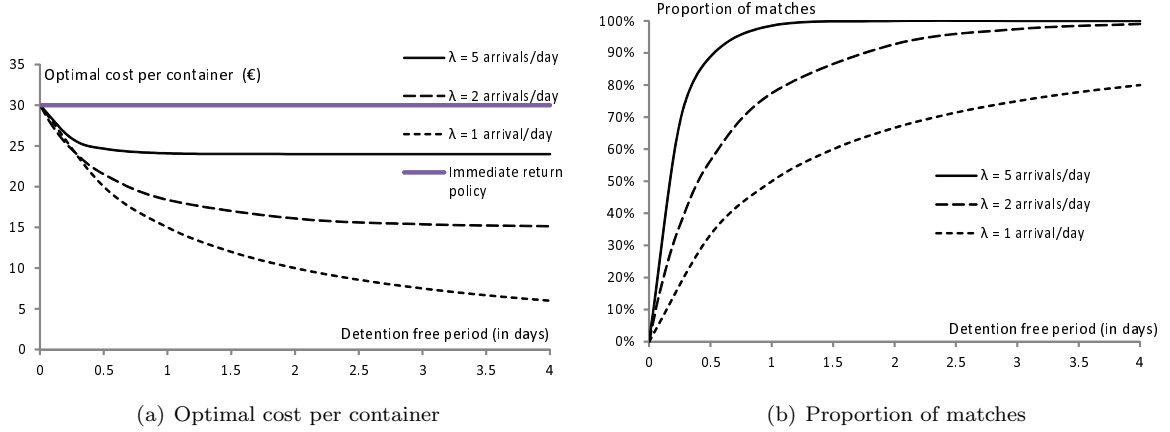 Optimal cost per container (€)
35
30
25
20
15
10
5
0
0 0.5 1 1.5 2 2.5 3 3.5 4
Detention free period (in days)
λ = 5 arrivals/day
λ = 2 arrivals/day
λ = 1 arrival/day
Immediate return
policy
(a) Optimal cost per container
Proportion of matches
100%
90%
80%
70%
60%
50%
40%
30%
20%
10%
0%
0 0.5 1 1.5 2 2.5 3 3.5 4
Detention free period (in days)
λ = 5 arrivals/day
λ = 2 arrivals/day
λ = 1 arrival/day
(b) Proportion of matches